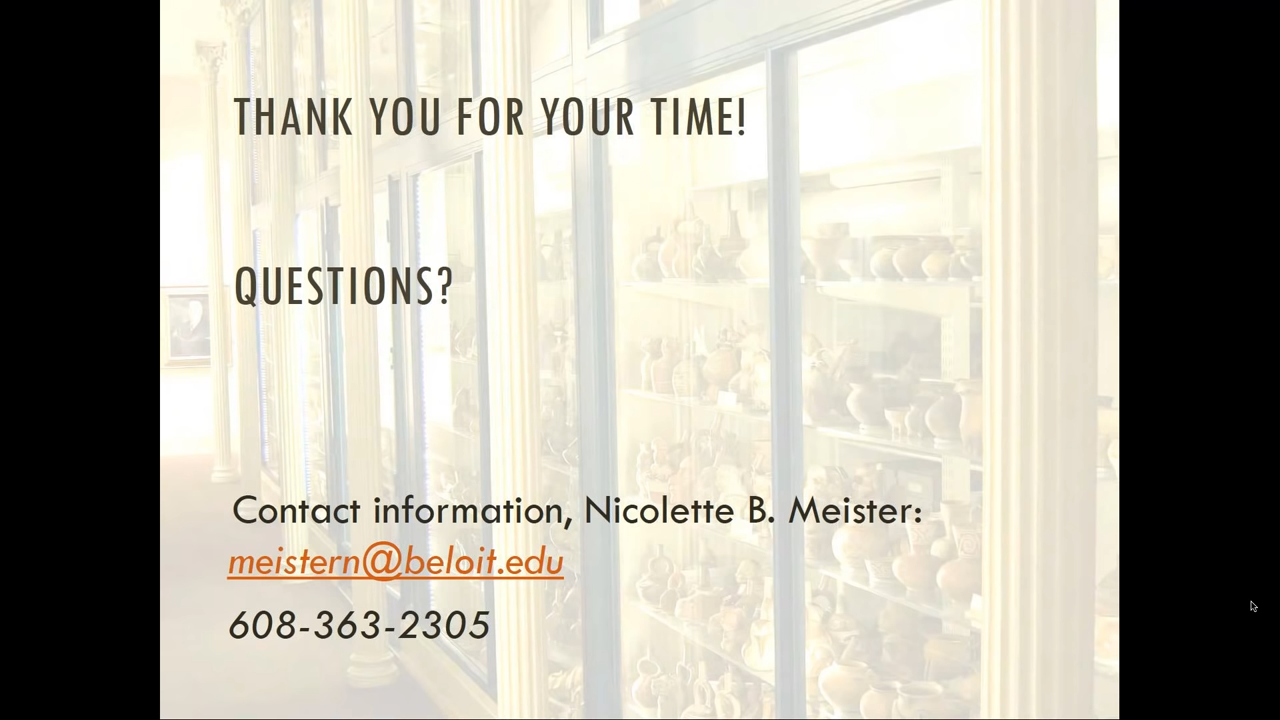 THANK YOU FOR YOUR TIME!
QUESTIONS?
Contact information, Nicolette B. Meister:
meistern@beloit.edu
608-363-2305